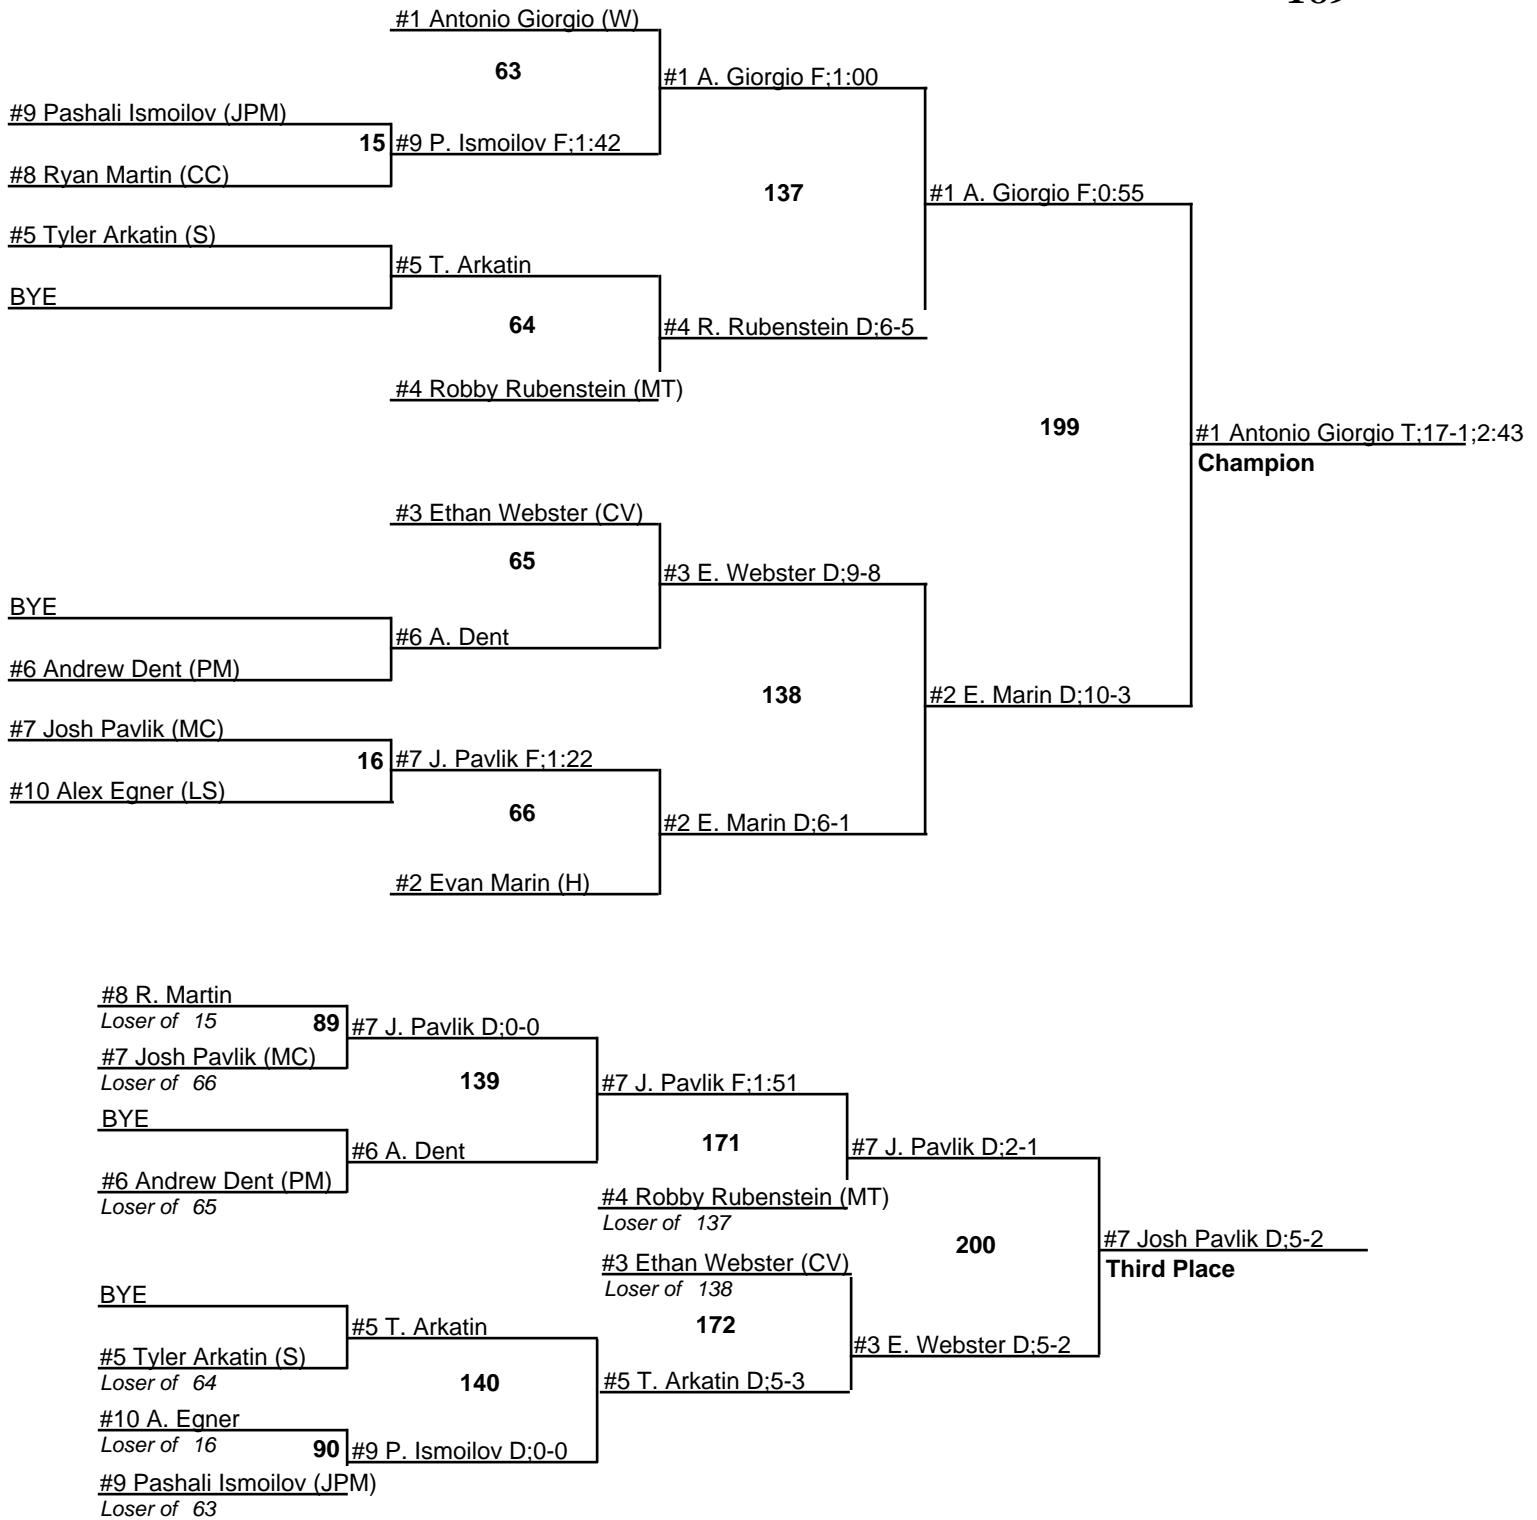 #1 Antonio Giorgio (W)
63
#1 A. Giorgio F;1:00
#9 Pashali Ismoilov (JPM)
15 #9 P. Ismoilov F;1:42
#8 Ryan Martin (CC)
137
#1 A. Giorgio F;0:55
#5 Tyler Arkatin (S)
#5 T. Arkatin
BYE
64
#4 R. Rubenstein D;6-5
#4 Robby Rubenstein (MT)
199
#1 Antonio Giorgio T;17-1;2:43
Champion
#3 Ethan Webster (CV)
65
#3 E. Webster D;9-8
BYE
#6 A. Dent
#6 Andrew Dent (PM)
138
#2 E. Marin D;10-3
#7 Josh Pavlik (MC)
16 #7 J. Pavlik F;1:22
#10 Alex Egner (LS)
66
#2 E. Marin D;6-1
#2 Evan Marin (H)
#8 R. Martin
Loser of 15
89 #7 J. Pavlik D;0-0
#7 Josh Pavlik (MC)
Loser of 66
139
#7 J. Pavlik F;1:51
BYE
#6 A. Dent
171
#7 J. Pavlik D;2-1
#6 Andrew Dent (PM)
Loser of 65
#4 Robby Rubenstein (MT)
Loser of 137
200
#7 Josh Pavlik D;5-2
Third Place
#3 Ethan Webster (CV)
Loser of 138
BYE
#5 T. Arkatin
172
#3 E. Webster D;5-2
#5 Tyler Arkatin (S)
Loser of 64
140
#5 T. Arkatin D;5-3
#10 A. Egner
Loser of 16
90 #9 P. Ismoilov D;0-0
#9 Pashali Ismoilov (JPM)
Loser of 63